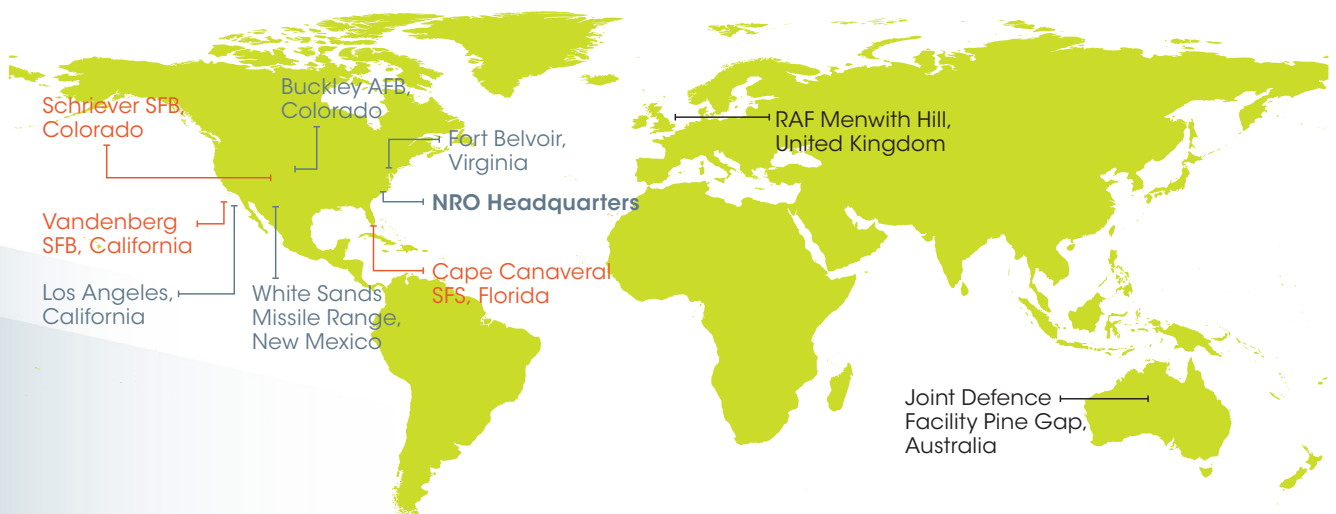 Schriever SFB,
Colorado
Buckley AFB,
Colorado
Fort Belvoir,
Virginia
NRO Headquarters
RAF Menwith Hill,
United Kingdom
Vandenberg
SFB, California
Cape Canaveral
SFS, Florida
Los Angeles,
California
White Sands
Missile Range,
New Mexico
Joint Defence
Facility Pine Gap,
Australia